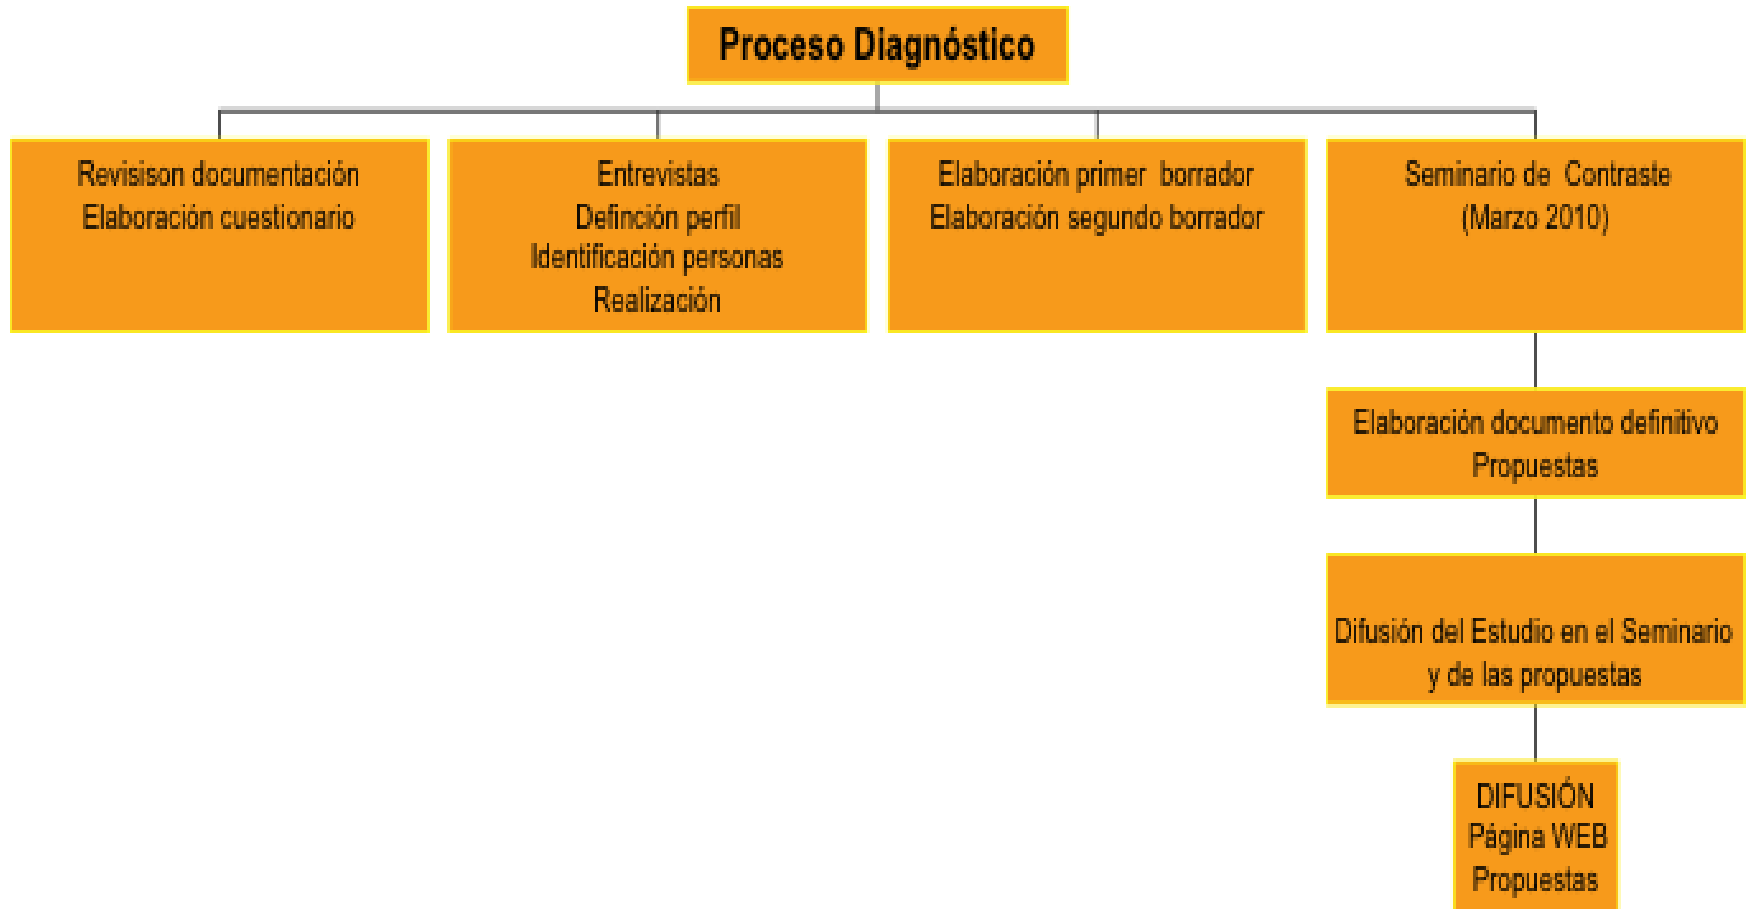 Proceso Diagnóstico
Revisison documentación
Elaboración cuestionario
Entrevistas
Definción perfil
Identificación personas
Realización
Elaboración primer borrador
Elaboración segundo borrador
Seminario de Contraste
(Marzo 2010)
Elaboración documento definitivo
Propuestas
Difusión del Estudio en el Seminario
y de las propuestas
DIFUSIÓN
Página WEB
Propuestas